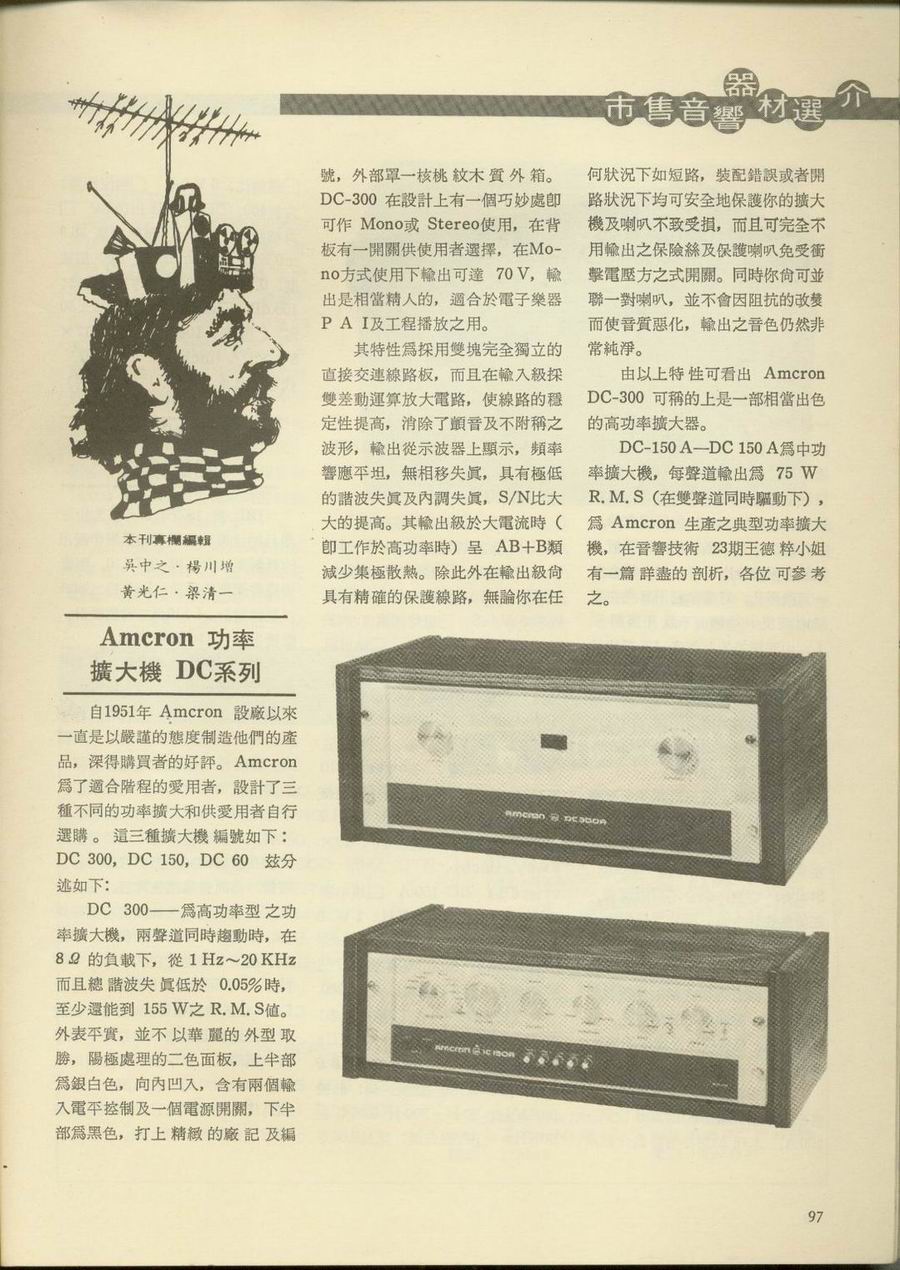 市售音響器材選介
本刊專欄編輯
吳中之·楊川增
黃光仁·梁清一
Amcron 功率
擴大機 DC系列
自1951年 Amcron 設廠以來
一直是以嚴謹的態度制造他們的產
品，深得購買者的好評。Amcron
爲了適合階程的愛用者，設計了三
種不同的功率擴大和供愛用者自行
選購。這三種擴大機編號如下：
DC 300, DC 150, DC 60 玆分
述如下：
DC 300——爲高功率型之功
率擴大機，兩聲道同時趨動時，在
8Ω 的負載下，從 1 Hz～20 KHz
而且總諧波失眞低於 0.05%時，
至少還能到 155 W之 R.M.S値。
外表平實，並不以華麗的外型取
勝，陽極處理的二色面板，上半部
爲銀白色，向內凹入，含有兩個輸
入電平控制及一個電源開關，下半
部爲黑色，打上精緻的廠記及編
號，外部罩一核桃紋木質外箱。
DC-300 在設計上有一個巧妙處卽
可作 Mono或 Stereo使用，在背
板有一開關供使用者選擇，在Mo-
no方式使用下輸出可達 70 V，輸
出是相當精人的，適合於電子樂器
P A I及工程播放之用。
其特性爲採用雙塊完全獨立的
直接交連線路板，而且在輸入級採
雙差動運算放大電路，使線路的穩
定性提高，消除了顫音及不附稱之
波形，輸出從示波器上顯示，頻率
響應平坦，無相移失眞，具有極低
的諧波失眞及內調失眞，S/N比大
大的提高。其輸出級於大電流時（
卽工作於高功率時）呈 AB+B類
減少集極散熱。除此外在輸出級尙
具有精確的保護線路，無論你在任
何狀況下如短路，裝配錯誤或者開
路狀況下均可安全地保護你的擴大
機及喇叭不致受損，而且可完全不
用輸出之保險絲及保護喇叭免受衝
擊電壓方之式開關。同時你尙可並
聯一對喇叭，並不會因阻抗的改變
而使音質惡化，輸出之音色仍然非
常純淨。
由以上特性可看出 Amcron
DC-300 可稱的上是一部相當出色
的高功率擴大器。
DC-150 A—DC 150 A爲中功
率擴大機，每聲道輸出爲 75 W
R.M.S（在雙聲道同時驅動下），
爲 Amcron 生產之典型功率擴大
機，在音響技術 23期王德粹小姐
有一篇詳盡的剖析，各位可參考
之。
AMCRON DC300A
AMCRON IC150A
97